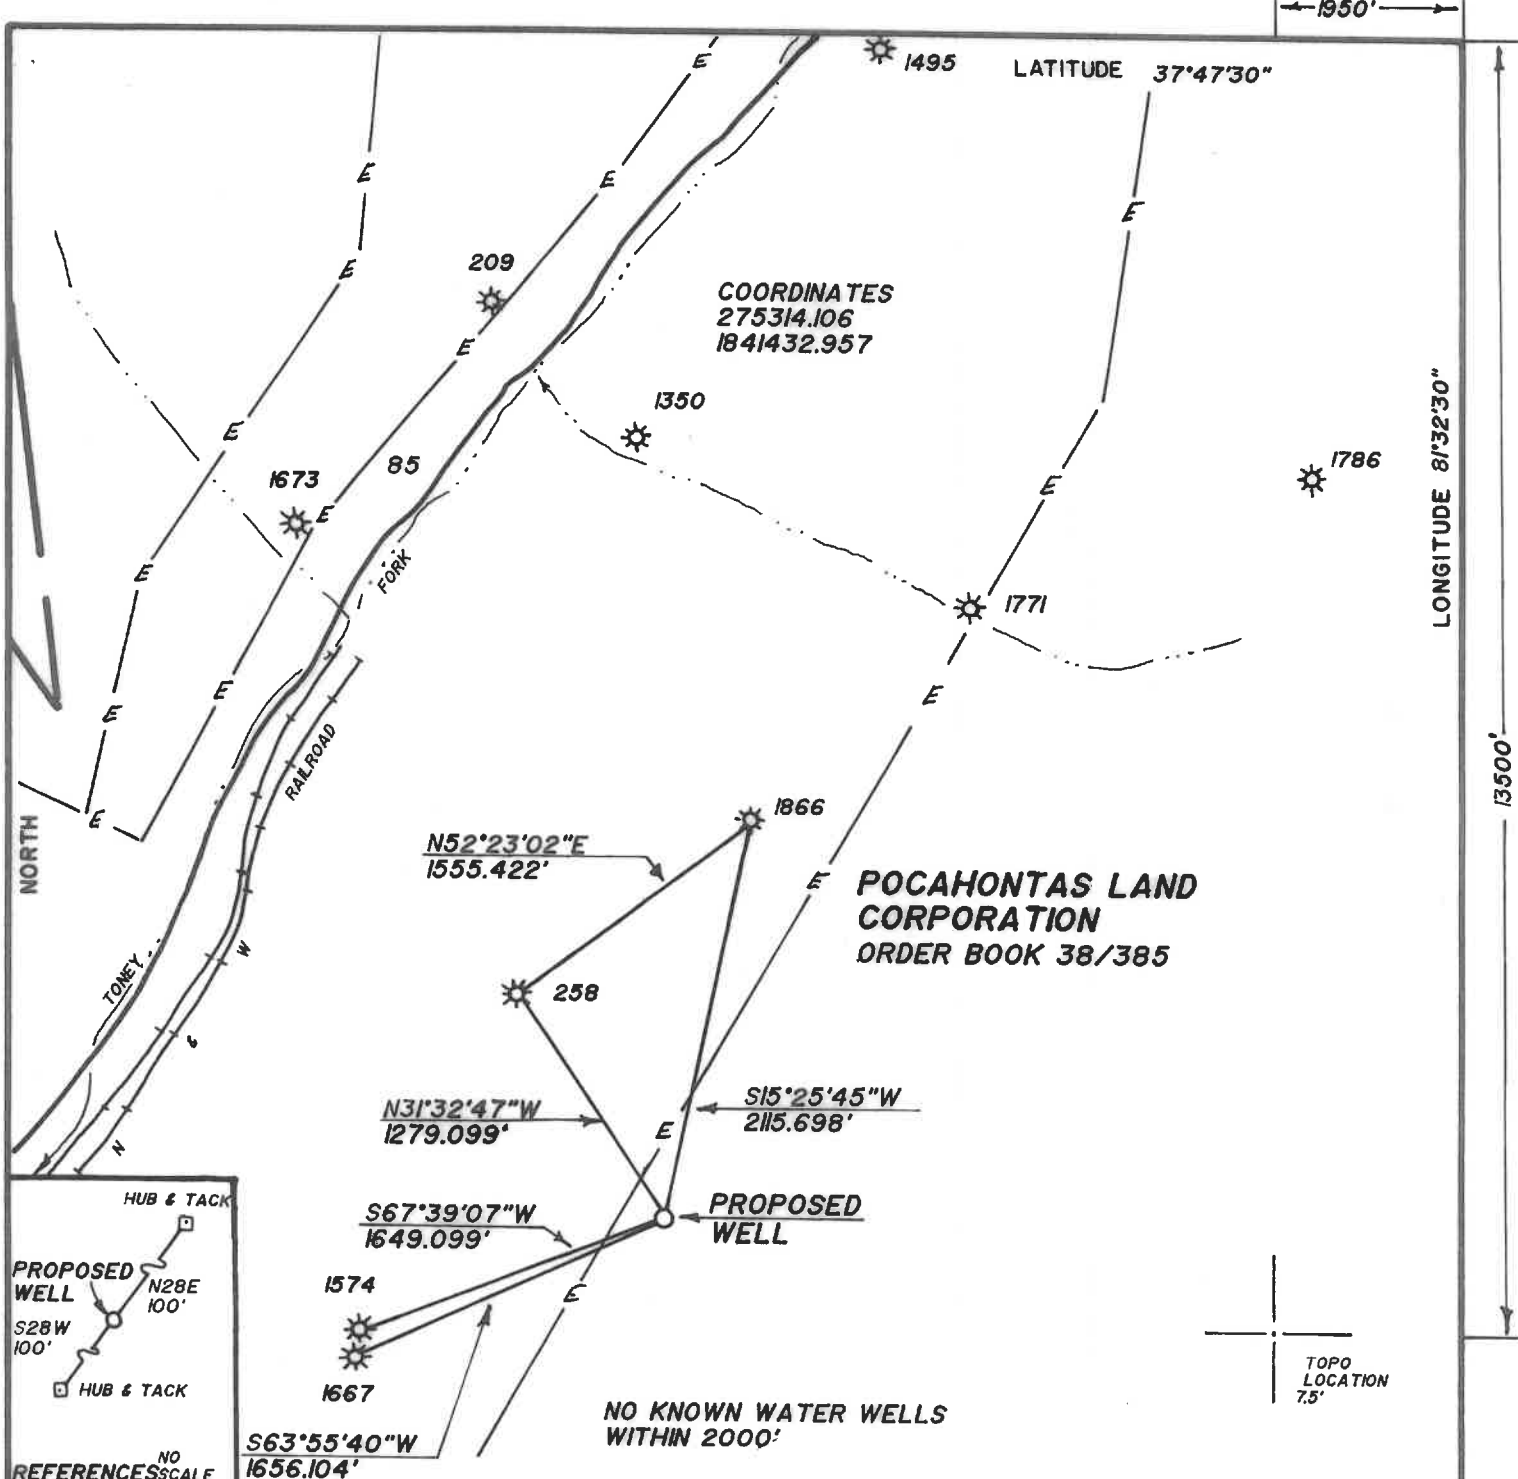 1950'
1495
LATITUDE 37°47'30"
E
E
E
E
209
E
E
COORDINATES
275314.106
1841432.957
LONGITUDE 81°32'30"
1350
E
85
1673
E
1786
E
E
FORK
1771
E
E
E
RAILROAD
13500'
1866
E
NORTH
N52°23'02"E
1555.422'
E
POCAHONTAS LAND
CORPORATION
ORDER BOOK 38/385
W
TONEY
258
&
N31°32'47"W
1279.099'
S15°25'45"W
2115.698'
E
N
HUB & TACK
S67°39'07"W
1649.099'
PROPOSED
WELL
PROPOSED
WELL
N28E
100'
1574
E
S28W
100'
HUB & TACK
1667
TOPO
LOCATION
7.5'
NO KNOWN WATER WELLS
WITHIN 2000'
S63°55'40"W
1656.104'
REFERENCES NO
SCALE